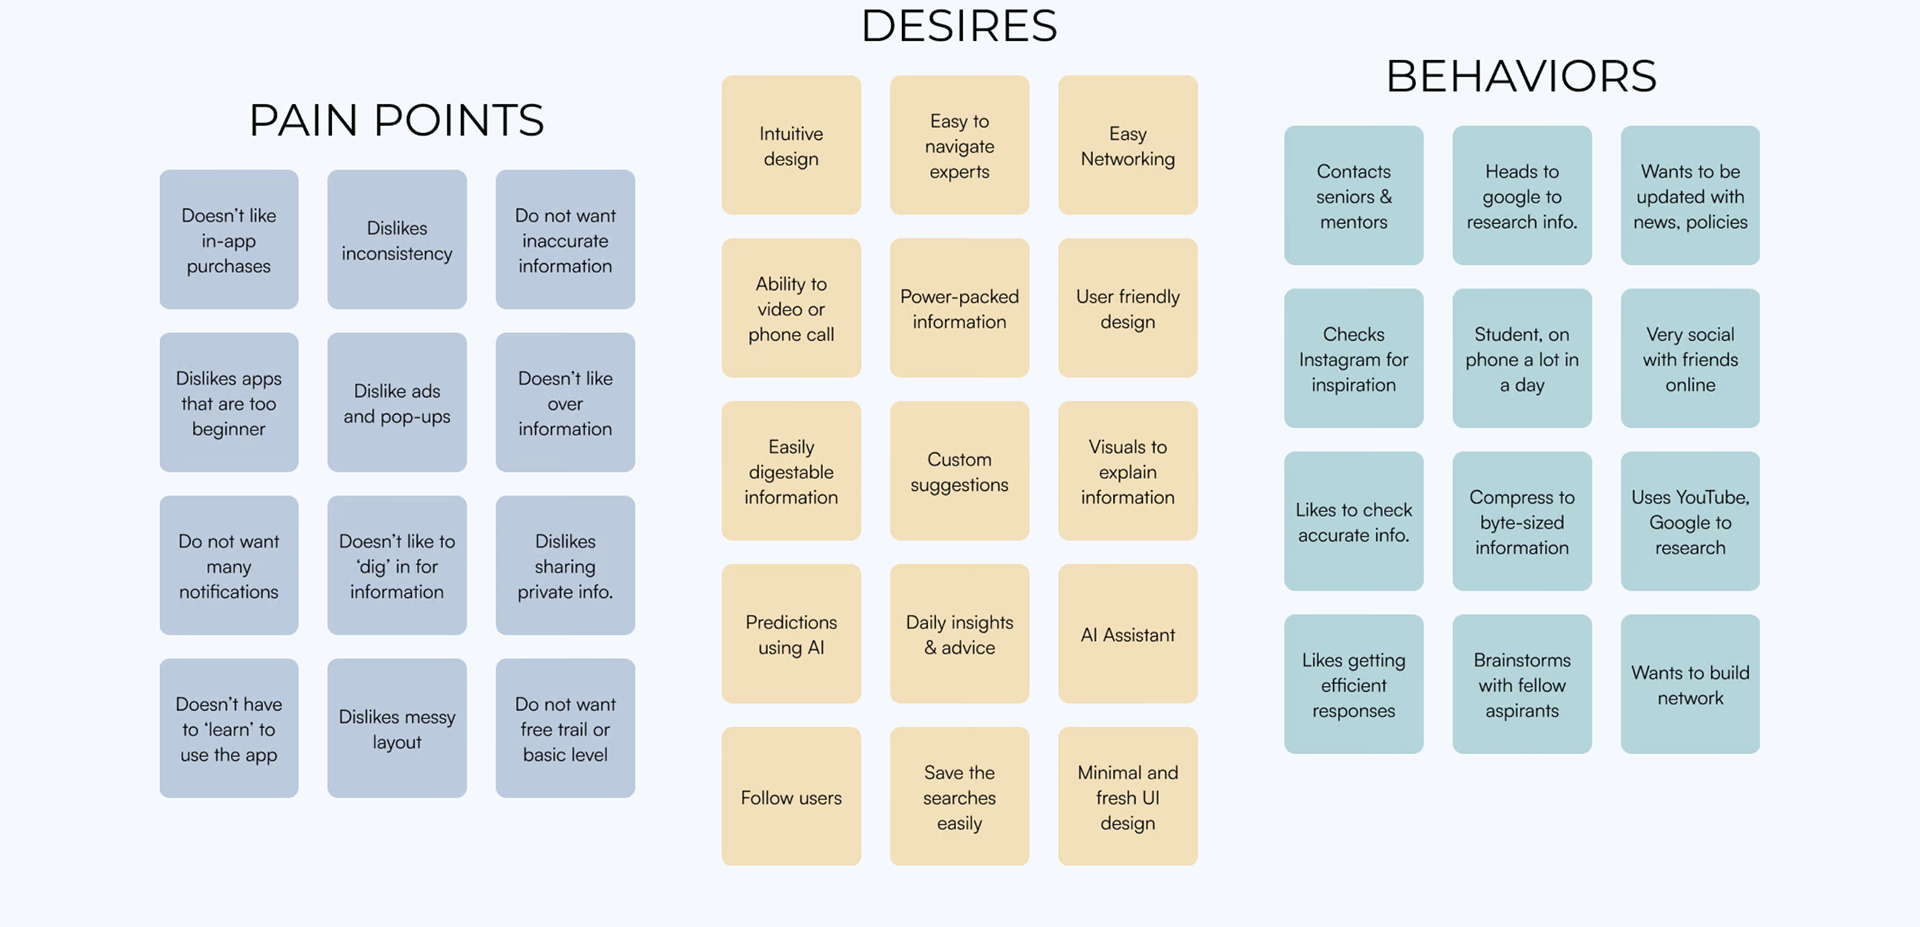 PAIN POINTS
Doesn’t like
in-app
purchases
Dislikes
inconsistency
Do not want
inaccurate
information
Dislikes apps
that are too
beginner
Dislike ads
and pop-ups
Doesn’t like
over
information
Do not want
many
notifications
Doesn’t like to
‘dig’ in for
information
Dislikes
sharing
private info.
Doesn’t have
to ‘learn’ to
use the app
Dislikes messy
layout
Do not want
free trail or
basic level
DESIRES
Intuitive
design
Easy to
navigate
experts
Easy
Networking
Ability to
video or
phone call
Power-packed
information
User friendly
design
Easily
digestable
information
Custom
suggestions
Visuals to
explain
information
Predictions
using AI
Daily insights
& advice
AI Assistant
Follow users
Save the
searches
easily
Minimal and
fresh UI
design
BEHAVIORS
Contacts
seniors &
mentors
Heads to
google to
research info.
Wants to be
updated with
news, policies
Checks
Instagram for
inspiration
Student, on
phone a lot in
a day
Very social
with friends
online
Likes to check
accurate info.
Compress to
byte-sized
information
Uses YouTube,
Google to
research
Likes getting
efficient
responses
Brainstorms
with fellow
aspirants
Wants to build
network